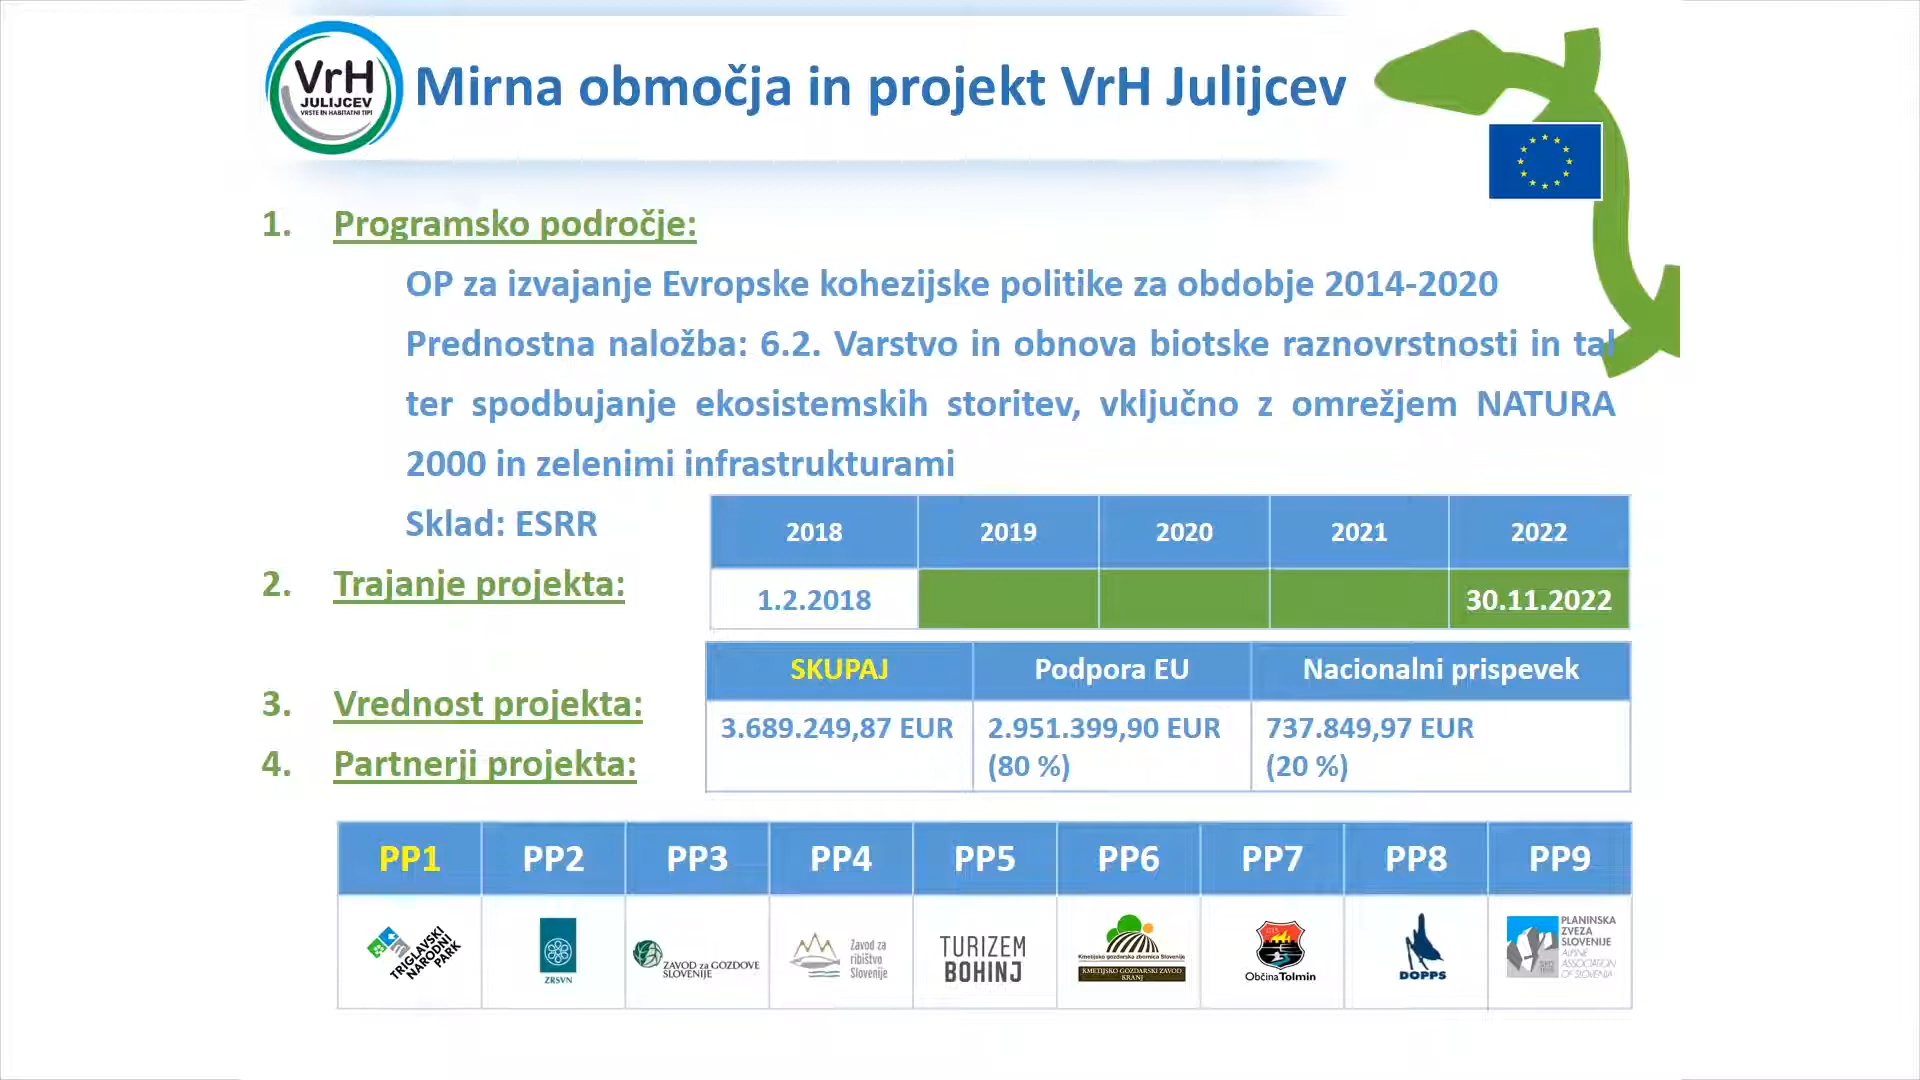 VrH
JULIJCEV
VRSTE IN HABITATNI TIPI
Mirna območja in projekt VrH Julijcev
1. Programsko področje:
OP za izvajanje Evropske kohezijske politike za obdobje 2014-2020
Prednostna naložba: 6.2. Varstvo in obnova biotske raznovrstnosti in tal
ter spodbujanje ekosistemskih storitev, vključno z omrežjem NATURA
2000 in zelenimi infrastrukturami
Sklad: ESRR
2018 2019 2020 2021 2022
2. Trajanje projekta:
1.2.2018 30.11.2022
SKUPAJ Podpora EU Nacionalni prispevek
3. Vrednost projekta:
3.689.249,87 EUR 2.951.399,90 EUR 737.849,97 EUR
(80 %) (20 %)
4. Partnerji projekta:
PP1 PP2 PP3 PP4 PP5 PP6 PP7 PP8 PP9
TRIGLAVSKI
NARODNI
PARK
ZRSVN
ZAVOD za GOZDOVE
SLOVENIJE
Zavod za
ribištvo
Slovenije
TURIZEM
BOHINJ
Kmetijsko gozdarska zbornica Slovenije
KMETIJSKO GOZDARSKI ZAVOD
KRANJ
Občina Tolmin
DOPPS
PLANINSKA
ZVEZA
SLOVENIJE
ALPINE
ASSOCIATION
OF SLOVENIA